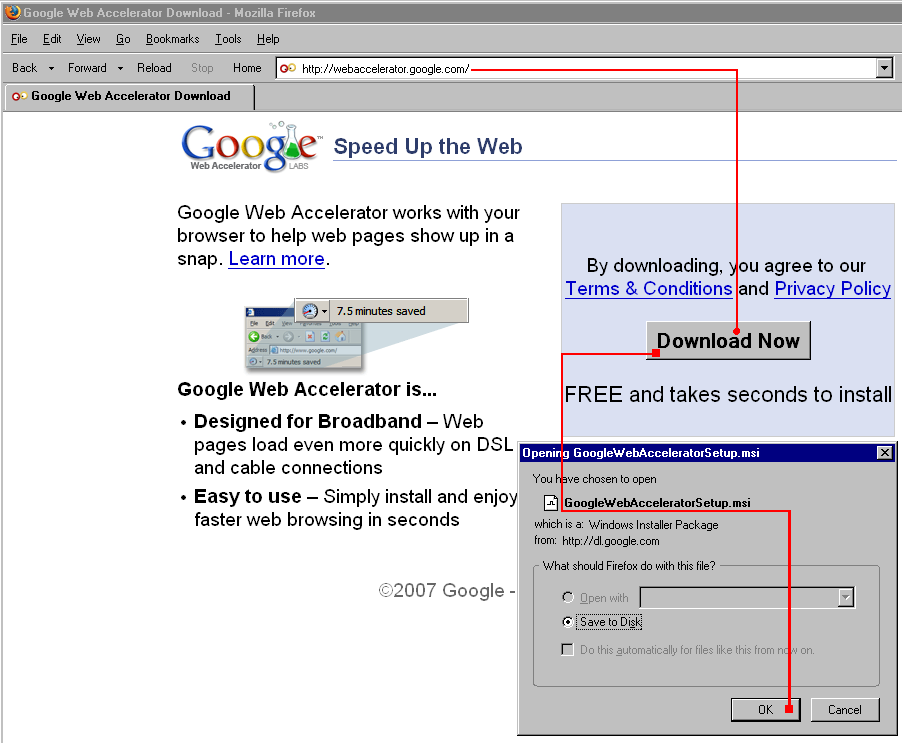 Google Web Accelerator Download - Mozilla Firefox
File Edit View Go Bookmarks Tools Help
Back Forward Reload Stop Home http://webaccelerator.google.com/
Google Web Accelerator Download
Google™
Web Accelerator LABS
Speed Up the Web
Google Web Accelerator works with your
browser to help web pages show up in a
snap. Learn more.
7.5 minutes saved
File Edit View Favorites Tools Help
Back
Address http://www.google.com/
7.5 minutes saved
Google Web Accelerator is...
• Designed for Broadband – Web
pages load even more quickly on DSL
and cable connections
• Easy to use – Simply install and enjoy
faster web browsing in seconds
©2007 Google -
By downloading, you agree to our
Terms & Conditions and Privacy Policy
Download Now
FREE and takes seconds to install
Opening GoogleWebAcceleratorSetup.msi
You have chosen to open
GoogleWebAcceleratorSetup.msi
which is a: Windows Installer Package
from: http://dl.google.com
What should Firefox do with this file?
Open with
Save to Disk
Do this automatically for files like this from now on.
OK Cancel